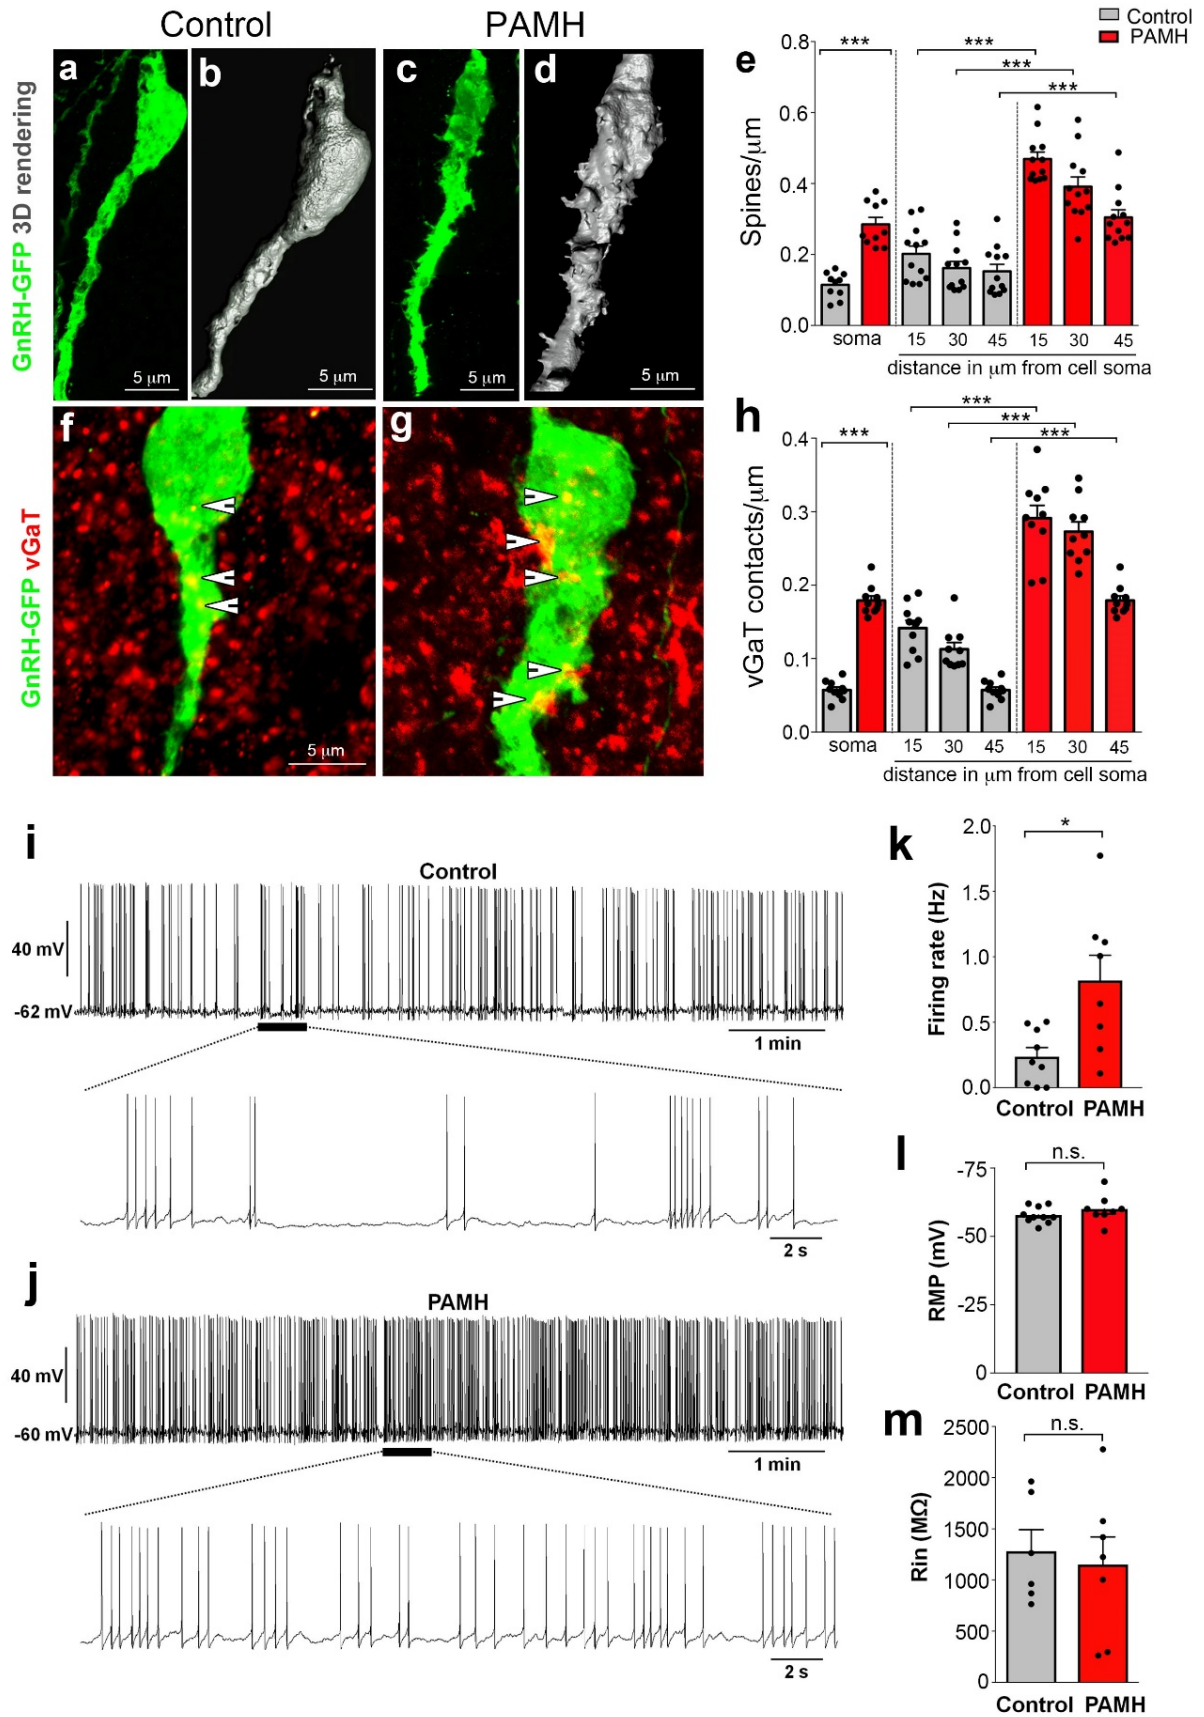 Control
PAMH
GnRH-GFP 3D rendering
a
5 μm
b
5 μm
c
5 μm
d
5 μm
e
Control
PAMH
Spines/μm
0.8
0.6
0.4
0.2
0.0
***
***
***
***
soma
15 30 45 15 30 45
distance in μm from cell soma
GnRH-GFP vGaT
f
5 μm
g
h
vGaT contacts/μm
0.4
0.3
0.2
0.1
0.0
***
***
***
***
soma
15 30 45 15 30 45
distance in μm from cell soma
i
Control
40 mV
-62 mV
1 min
2 s
j
PAMH
40 mV
-60 mV
1 min
2 s
k
Firing rate (Hz)
2.0
1.5
1.0
0.5
0.0
*
Control PAMH
l
RMP (mV)
-75
-50
-25
0
n.s.
Control PAMH
m
Rin (MΩ)
2500
2000
1500
1000
500
0
n.s.
Control PAMH